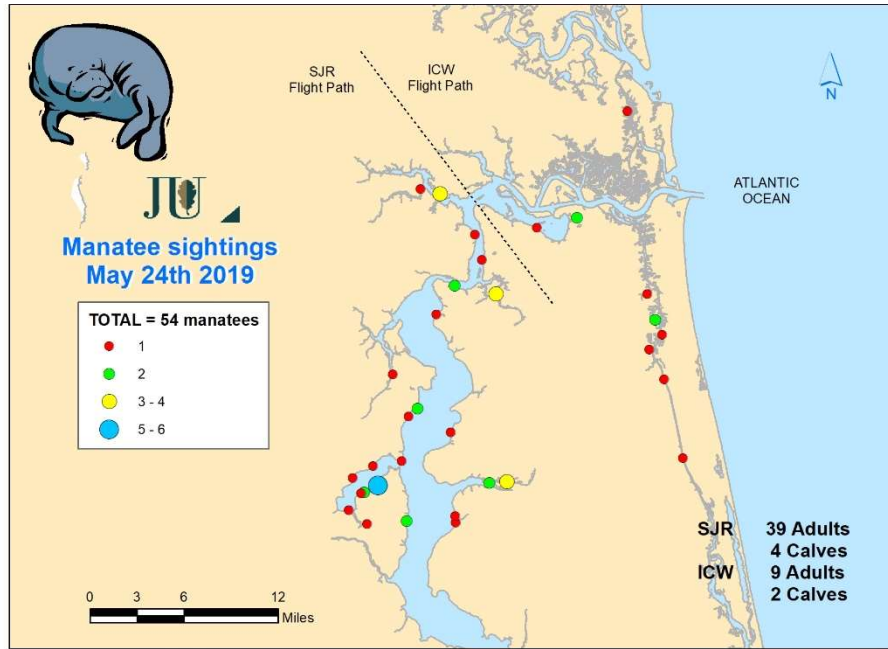 SJR
Flight Path
ICW
Flight Path
N
ATLANTIC
OCEAN
JU
Manatee sightings
May 24th 2019
TOTAL = 54 manatees
1
2
3 - 4
5 - 6
SJR 39 Adults
4 Calves
ICW 9 Adults
2 Calves
0 3 6 12
Miles